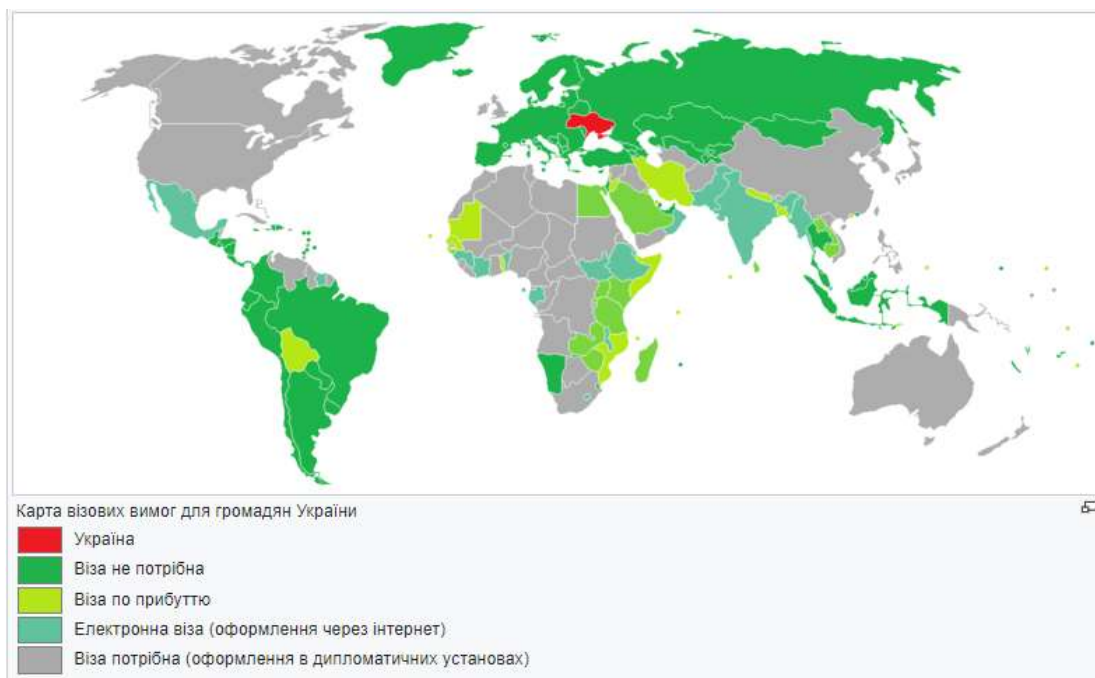 Карта візових вимог для громадян України
Україна
Віза не потрібна
Віза по прибуттю
Електронна віза (оформлення через інтернет)
Віза потрібна (оформлення в дипломатичних установах)